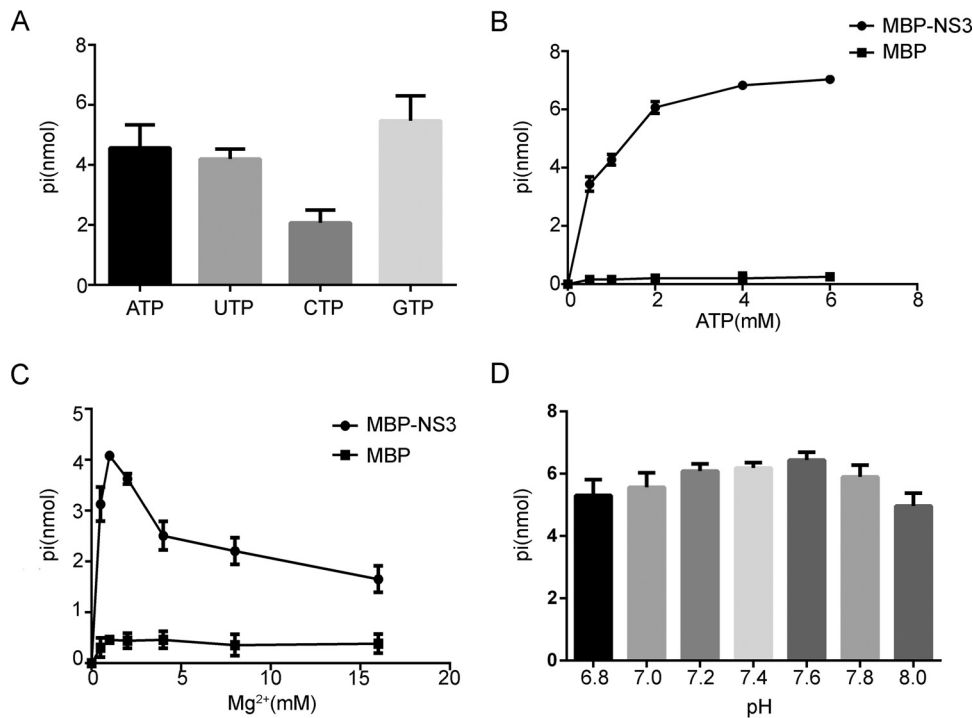 A
pi(nmol)
8
6
4
2
0
ATP UTP CTP GTP
B
MBP-NS3
MBP
pi(nmol)
8
6
4
2
0
0 2 4 6 8
ATP(mM)
C
MBP-NS3
MBP
pi(nmol)
5
4
3
2
1
0
0 5 10 15 20
Mg²⁺(mM)
D
pi(nmol)
8
6
4
2
0
6.8 7.0 7.2 7.4 7.6 7.8 8.0
pH